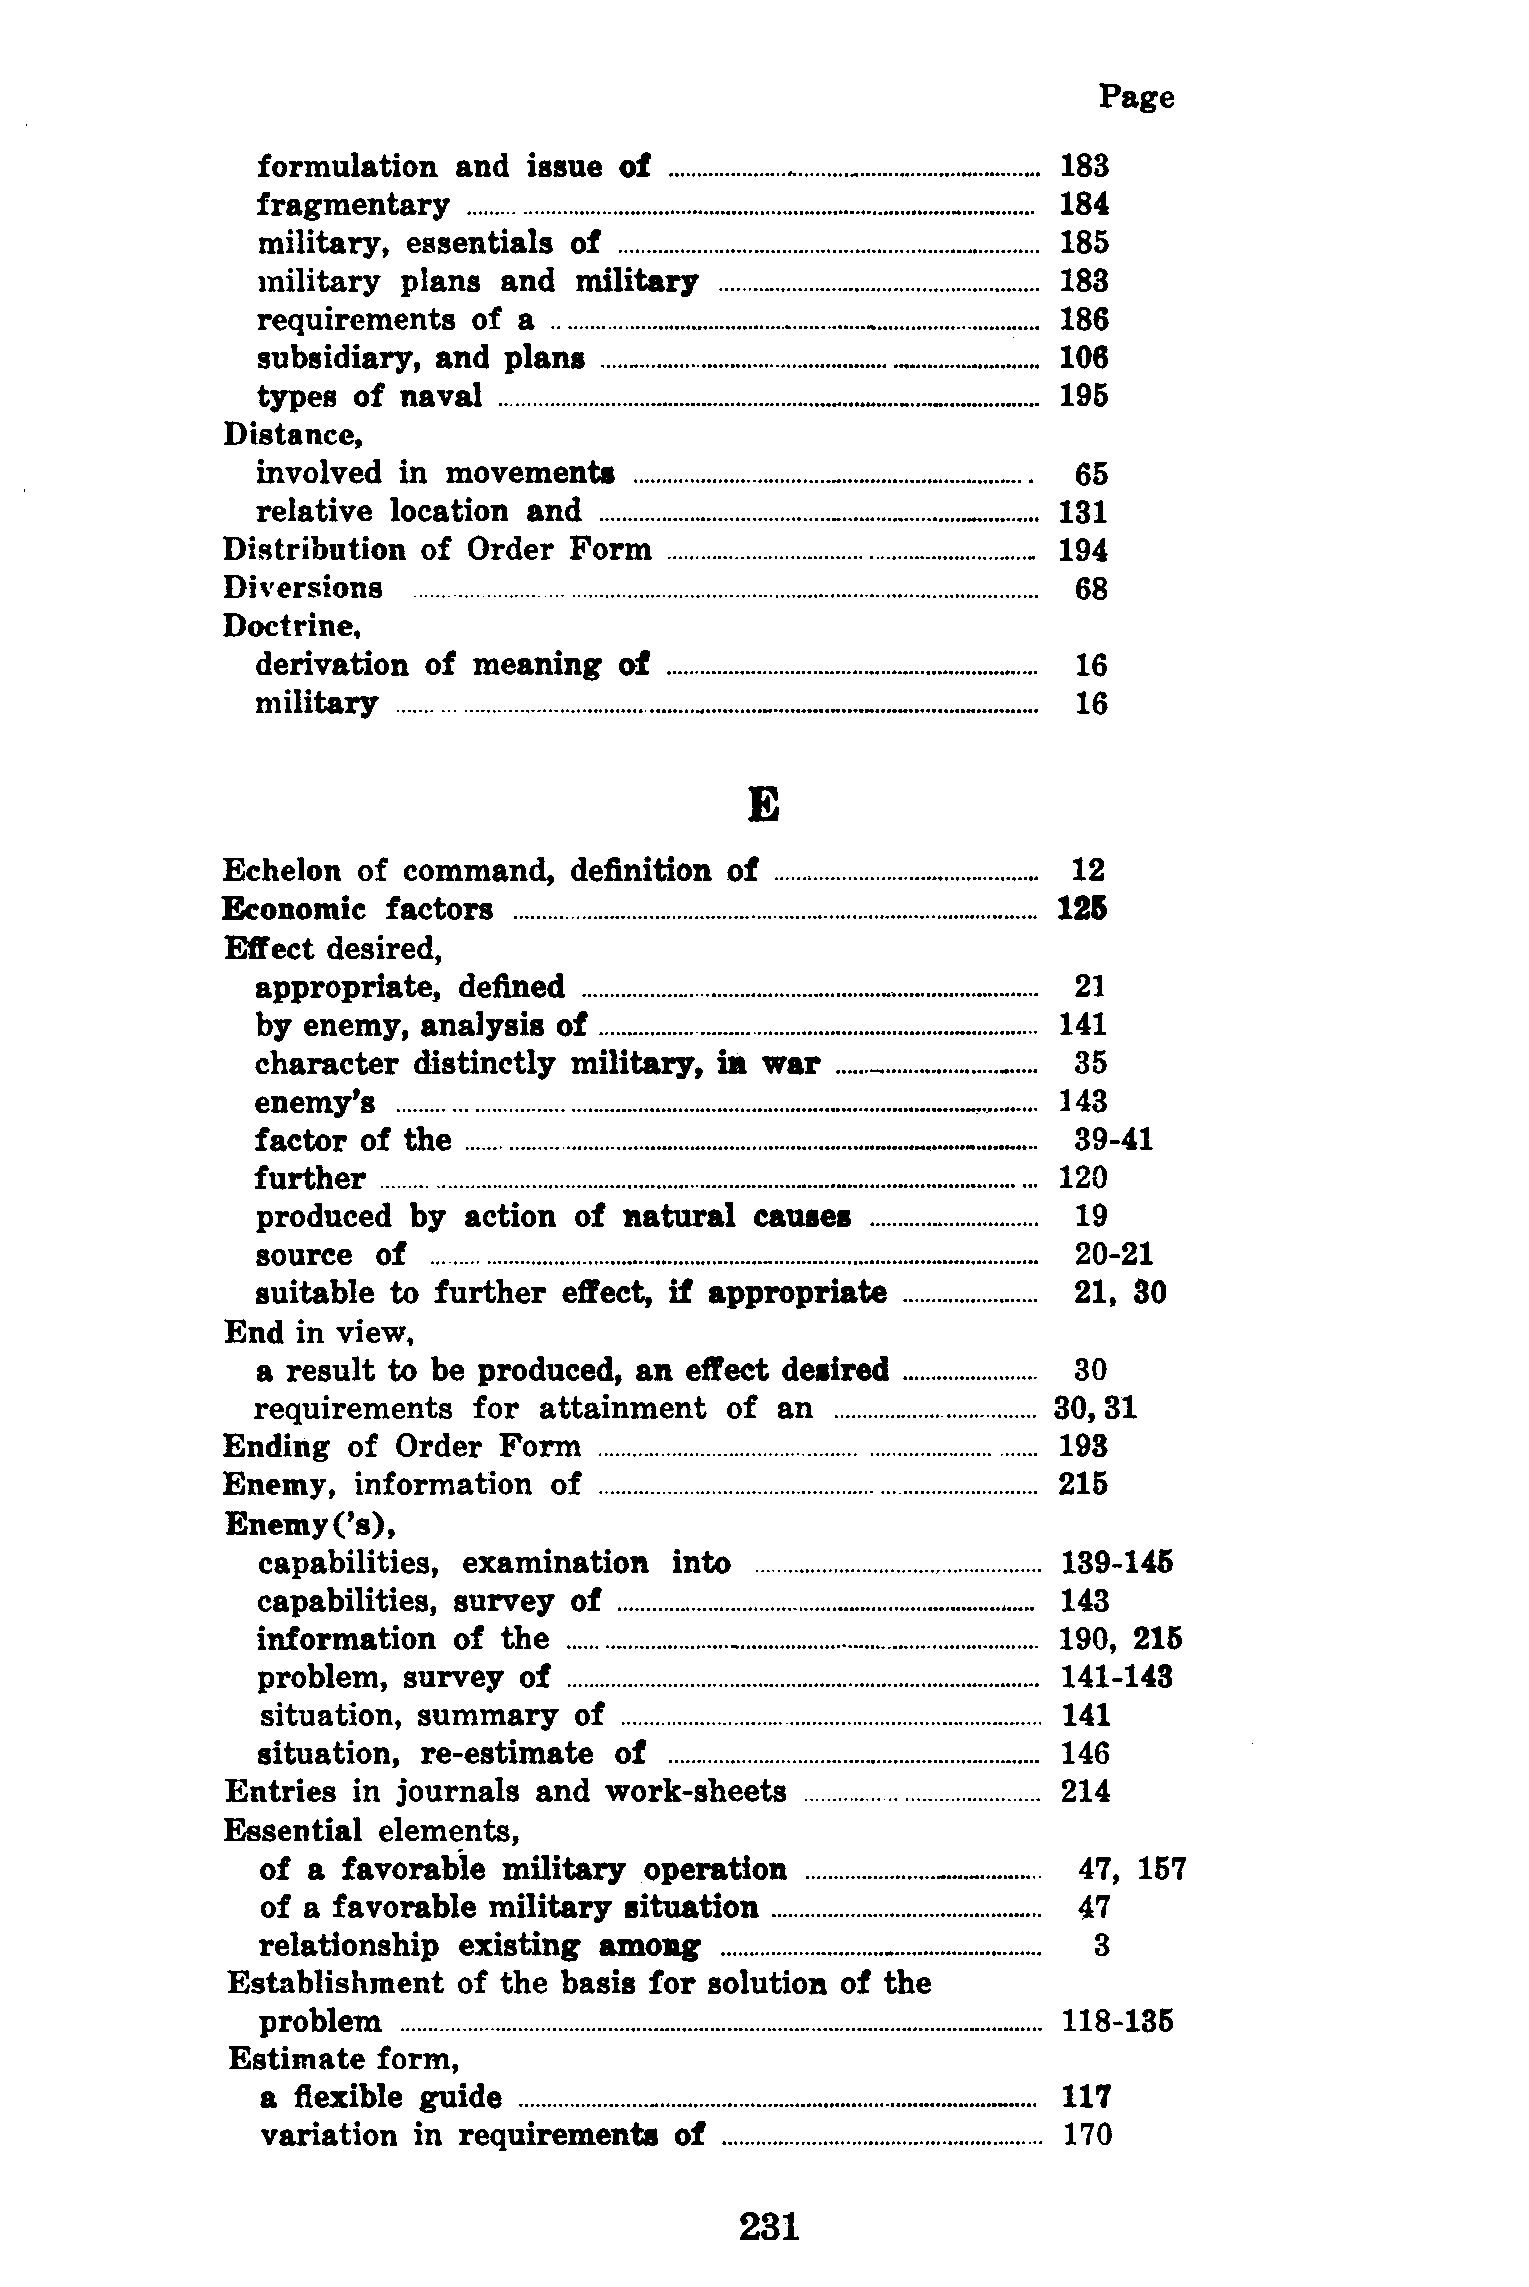 Page
formulation and issue of ........ 183
fragmentary ........ 184
military, essentials of ........ 185
military plans and military ........ 183
requirements of a ........ 186
subsidiary, and plans ........ 106
types of naval ........ 195
Distance,
involved in movements ........ 65
relative location and ........ 131
Distribution of Order Form ........ 194
Diversions ........ 68
Doctrine,
derivation of meaning of ........ 16
military ........ 16
E
Echelon of command, definition of ........ 12
Economic factors ........ 125
Effect desired,
appropriate, defined ........ 21
by enemy, analysis of ........ 141
character distinctly military, in war ........ 35
enemy's ........ 143
factor of the ........ 39-41
further ........ 120
produced by action of natural causes ........ 19
source of ........ 20-21
suitable to further effect, if appropriate ........ 21, 30
End in view,
a result to be produced, an effect desired ........ 30
requirements for attainment of an ........ 30, 31
Ending of Order Form ........ 193
Enemy, information of ........ 215
Enemy('s),
capabilities, examination into ........ 139-145
capabilities, survey of ........ 143
information of the ........ 190, 215
problem, survey of ........ 141-143
situation, summary of ........ 141
situation, re-estimate of ........ 146
Entries in journals and work-sheets ........ 214
Essential elements,
of a favorable military operation ........ 47, 157
of a favorable military situation ........ 47
relationship existing among ........ 3
Establishment of the basis for solution of the
problem ........ 118-135
Estimate form,
a flexible guide ........ 117
variation in requirements of ........ 170
231